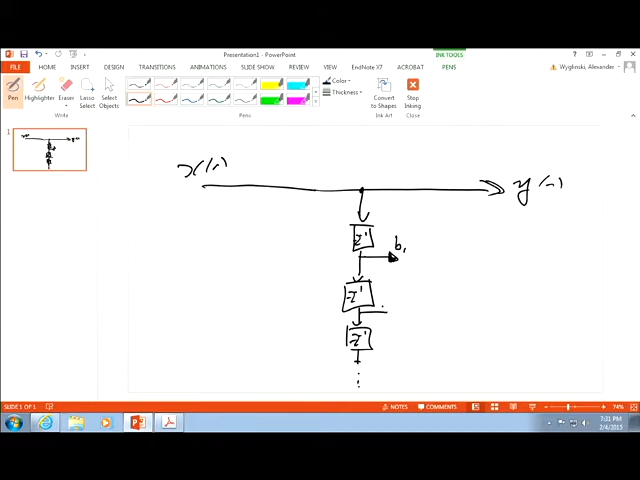 Presentation1 - PowerPoint
INK TOOLS
FILE HOME INSERT DESIGN TRANSITIONS ANIMATIONS SLIDE SHOW REVIEW VIEW EndNote X7 ACROBAT PENS
Wyglinski, Alexander
Pen Highlighter Eraser Lasso Select Select Objects
Color
Thickness
Convert to Shapes
Stop Inking
Write Pens Ink Art Close
1
x(n)
y(n)
z⁻¹
b₁
z⁻¹
z⁻¹
SLIDE 1 OF 1
NOTES COMMENTS
74%
7:31 PM
2/4/2015